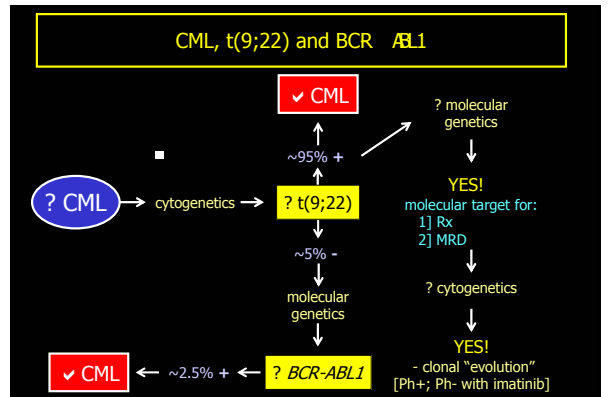 CML, t(9;22) and BCR ABL1
✓ CML
? molecular
genetics
~95% +
YES!
? CML
cytogenetics
? t(9;22)
molecular target for:
1] Rx
2] MRD
~5% -
? cytogenetics
molecular
genetics
YES!
✓ CML
~2.5% +
? BCR-ABL1
- clonal “evolution”
[Ph+; Ph- with imatinib]